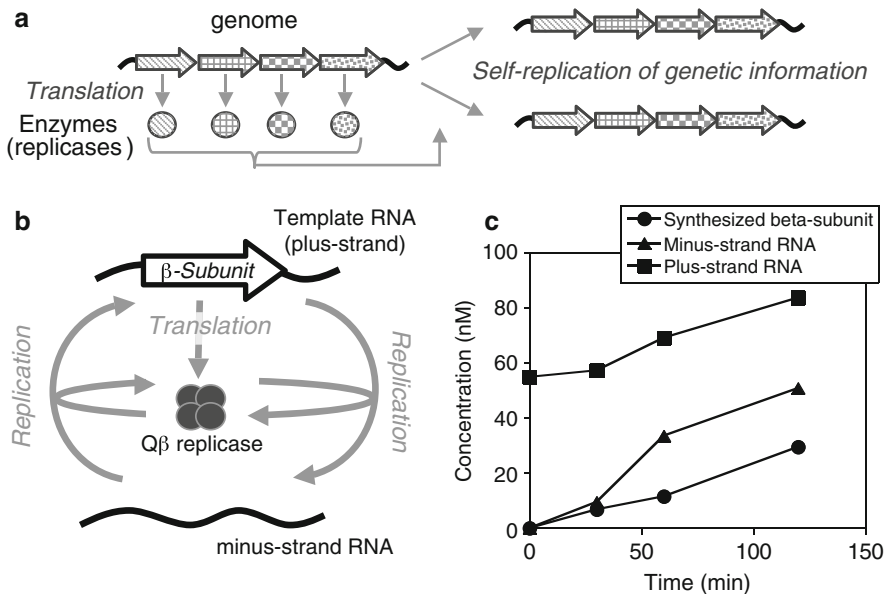 a
genome
Translation
Enzymes
(replicases)
Self-replication of genetic information
b
Template RNA
(plus-strand)
β-Subunit
Translation
Replication
Replication
Qβ replicase
minus-strand RNA
c
Synthesized beta-subunit
Minus-strand RNA
Plus-strand RNA
Concentration (nM)
100
80
60
40
20
0
0
50
100
150
Time (min)